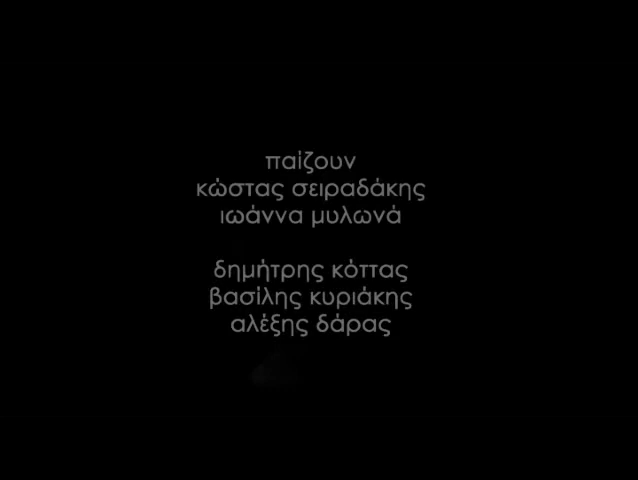 παίζουν
κώστας σειραδάκης
ιωάννα μυλωνά
δημήτρης κόττας
βασίλης κυριάκης
αλέξης δάρας